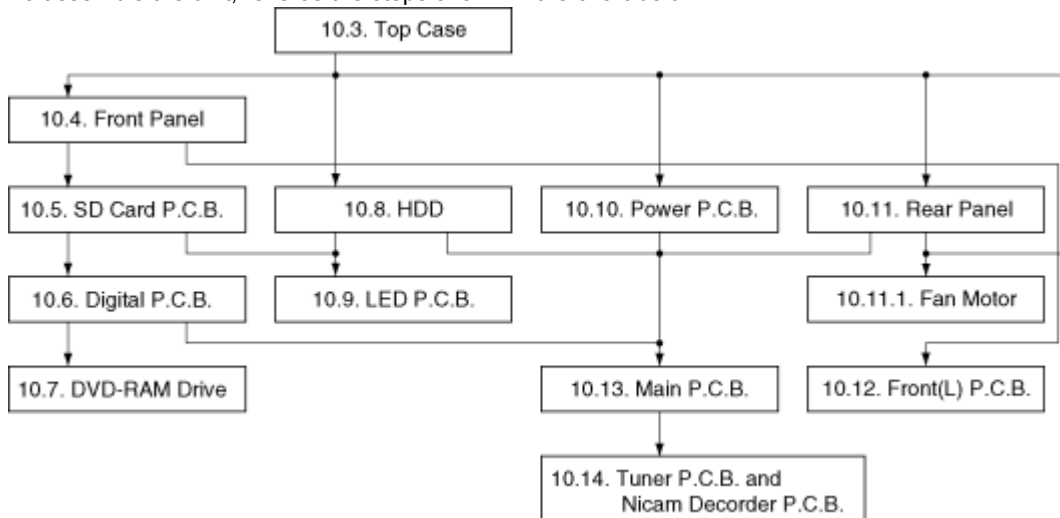 10.3. Top Case
10.4. Front Panel
10.5. SD Card P.C.B.
10.8. HDD
10.10. Power P.C.B.
10.11. Rear Panel
10.6. Digital P.C.B.
10.9. LED P.C.B.
10.11.1. Fan Motor
10.7. DVD-RAM Drive
10.13. Main P.C.B.
10.12. Front(L) P.C.B.
10.14. Tuner P.C.B. and
Nicam Decorder P.C.B.